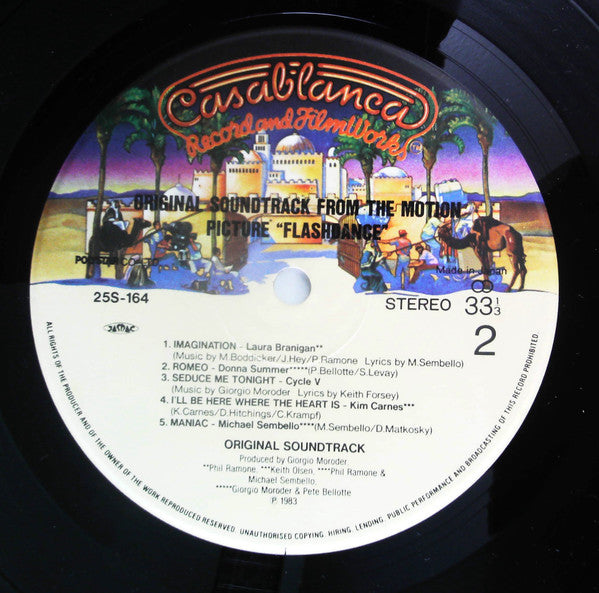 Casablanca
Record and FilmWorks
TM
ORIGINAL SOUNDTRACK FROM THE MOTION
PICTURE "FLASHDANCE"
Made in Japan
25S-164
STEREO 33 1/3
JASRAC
2
1. IMAGINATION - Laura Branigan**
(Music by M.Boddicker/J.Hey/P.Ramone Lyrics by M.Sembello)
2. ROMEO - Donna Summer*****(P.Bellotte/S.Levay)
3. SEDUCE ME TONIGHT - Cycle V
(Music by Giorgio Moroder Lyrics by Keith Forsey)
4. I'LL BE HERE WHERE THE HEART IS - Kim Carnes***
(K.Carnes/D.Hitchings/C.Krampf)
5. MANIAC - Michael Sembello****(M.Sembello/D.Matkosky)
ORIGINAL SOUNDTRACK
Produced by Giorgio Moroder,
**Phil Ramone, ***Keith Olsen, ****Phil Ramone &
Michael Sembello,
*****Giorgio Moroder & Pete Bellotte
P. 1983
ALL RIGHTS OF THE PRODUCER AND OF THE OWNER OF THE WORK REPRODUCED RESERVED. UNAUTHORISED COPYING, HIRING, LENDING, PUBLIC PERFORMANCE AND BROADCASTING OF THIS RECORD PROHIBITED.